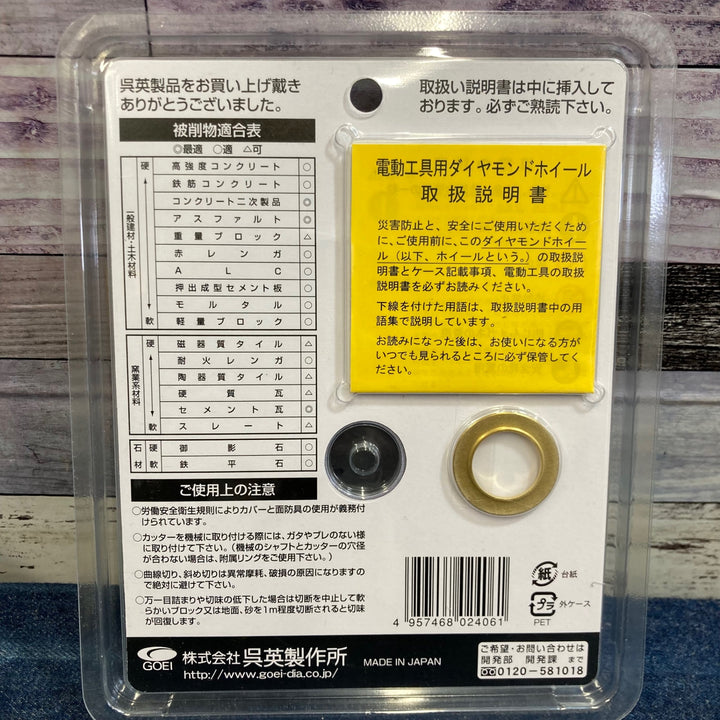 呉英製品をお買い上げ戴き
ありがとうございました。
取扱い説明書は中に挿入して
おります。必ずご熟読下さい。
被削物適合表
◎最適 ○適 △可
一般建材・土木材料
硬
軟
高強度コンクリート ○
鉄筋コンクリート ○
コンクリート二次製品 ◎
アスファルト ◎
重量ブロック △
赤レンガ ○
ALC ○
押出成型セメント板 ○
モルタル ○
軽量ブロック ○
窯業系材料
硬
軟
磁器質タイル △
耐火レンガ ○
陶器質タイル △
硬質瓦 △
セメント瓦 ◎
スレート △
石材
硬
軟
御影石 ○
鉄平石 ○
ご使用上の注意
○労働安全衛生規則によりカバーと面防具の使用が義務付
けられています。
○カッターを機械に取り付ける際には、ガタやブレのない様
に取り付けて下さい。(機械のシャフトとカッターの穴径
が合わない場合は、附属リングをご使用下さい。)
○曲線切り、斜め切りは異常摩耗、破損の原因になりますの
で絶対に避けて下さい。
○万一目詰まりや切味の低下した場合は切断を中止して軟
らかいブロック又は地面、砂を1m程度切断されると切味
が回復します。
電動工具用ダイヤモンドホイール
取扱説明書
災害防止と、安全にご使用いただくため
に、ご使用前に、このダイヤモンドホイー
ル(以下、ホイールという。)の取扱説
明書とケース記載事項、電動工具の取扱
説明書を必ずお読みください。
下線を付けた用語は、取扱説明書中の用
語集で説明しています。
お読みになった後は、お使いになる方が
いつでも見られるところに必ず保管してく
ださい。
4 957468 024061
紙 台紙
プラ 外ケース
PET
GOEI
株式会社 呉英製作所
http://www.goei-dia.co.jp/
MADE IN JAPAN
ご希望・お問い合わせは
開発部 開発課 まで
0120-581018